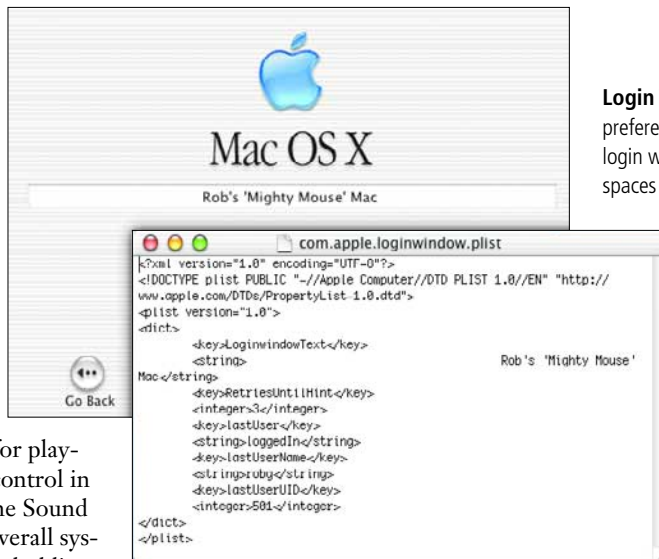 Mac OS X
Rob's 'Mighty Mouse' Mac
Go Back
Login
prefere
login w
spaces
com.apple.loginwindow.plist
<?xml version="1.0" encoding="UTF-8"?>
<!DOCTYPE plist PUBLIC "-//Apple Computer//DTD PLIST 1.0//EN" "http://
www.apple.com/DTDs/PropertyList-1.0.dtd">
<plist version="1.0">
<dict>
<key>LoginwindowText</key>
<string> Rob's 'Mighty Mouse'
Mac</string>
<key>RetriesUntilHint</key>
<integer>3</integer>
<key>lastUser</key>
<string>loggedIn</string>
<key>lastUserName</key>
<string>roby</string>
<key>lastUserUID</key>
<integer>501</integer>
</dict>
</plist>
for play-
control in
ne Sound
verall sys-